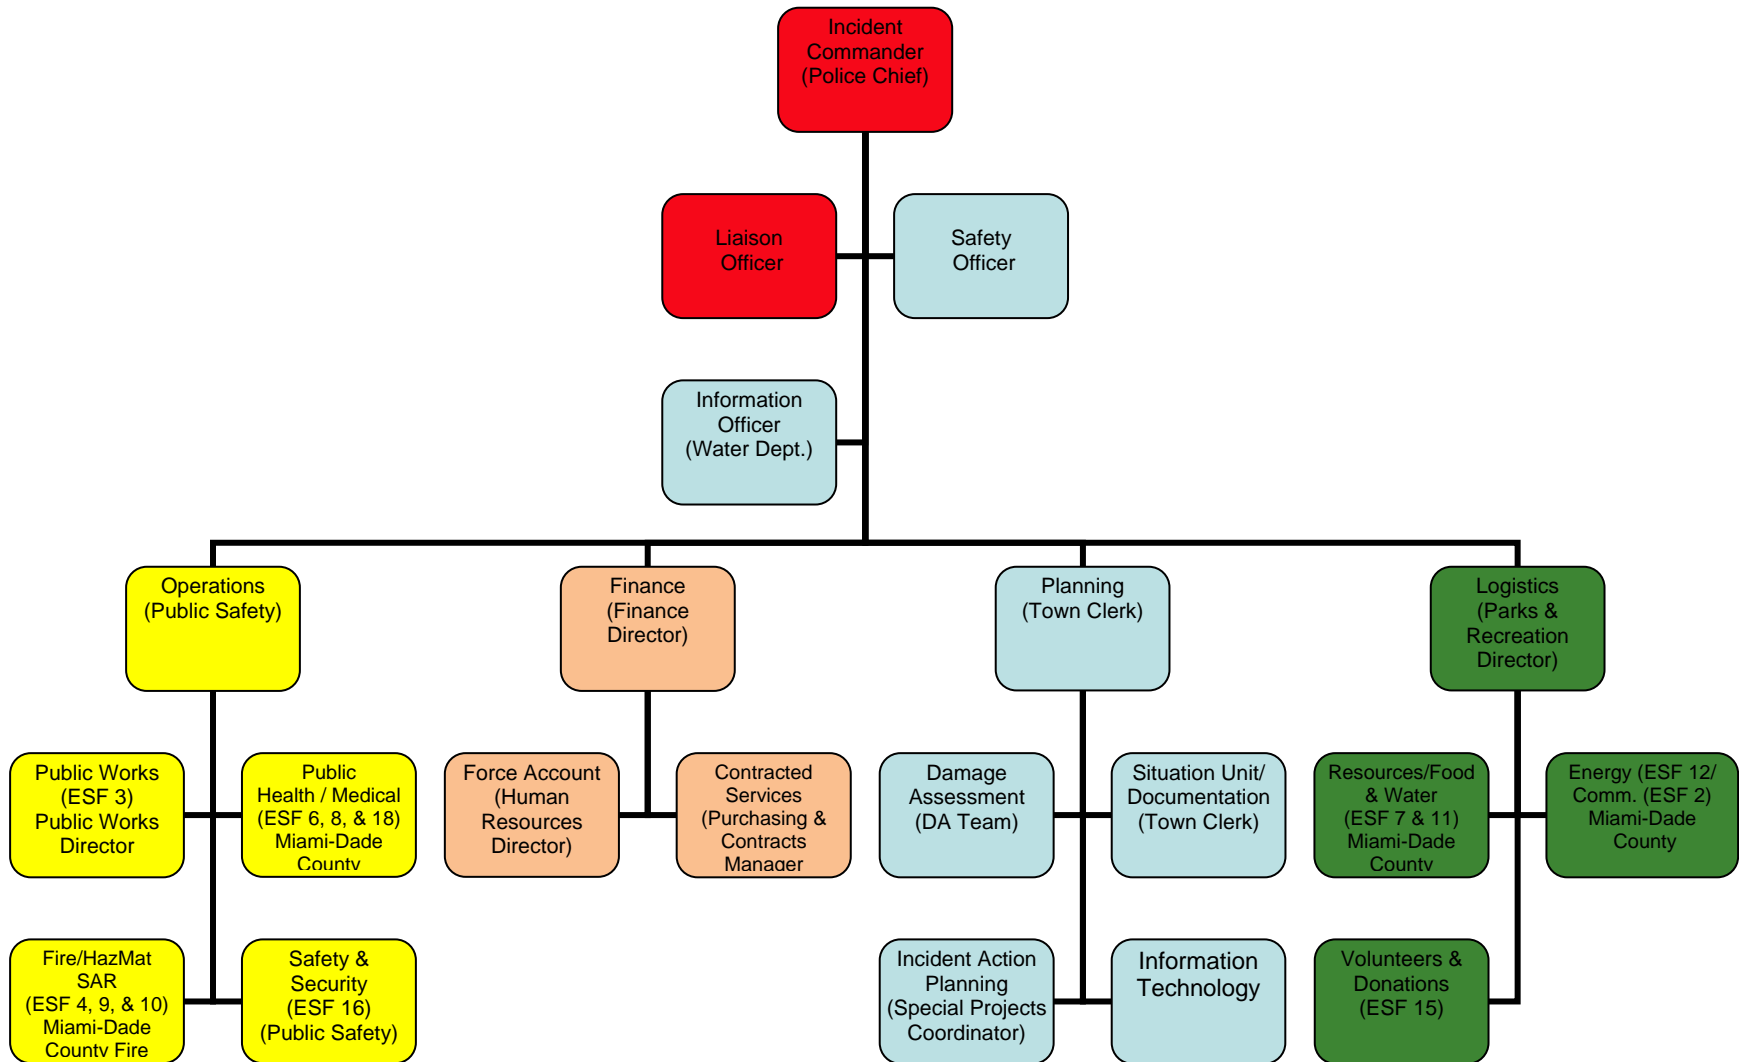 Incident
Commander
(Police Chief)
Liaison
Officer
Safety
Officer
Information
Officer
(Water Dept.)
Operations
(Public Safety)
Finance
(Finance
Director)
Planning
(Town Clerk)
Logistics
(Parks &
Recreation
Director)
Public Works
(ESF 3)
Public Works
Director
Public
Health / Medical
(ESF 6, 8, & 18)
Miami-Dade
County
Force Account
(Human
Resources
Director)
Contracted
Services
(Purchasing &
Contracts
Manager
Damage
Assessment
(DA Team)
Situation Unit/
Documentation
(Town Clerk)
Resources/Food
& Water
(ESF 7 & 11)
Miami-Dade
County
Energy (ESF 12/
Comm. (ESF 2)
Miami-Dade
County
Fire/HazMat
SAR
(ESF 4, 9, & 10)
Miami-Dade
County Fire
Safety &
Security
(ESF 16)
(Public Safety)
Incident Action
Planning
(Special Projects
Coordinator)
Information
Technology
Volunteers &
Donations
(ESF 15)